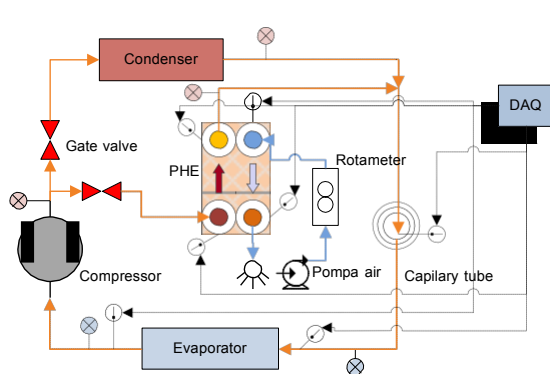 Condenser
DAQ
Gate valve
PHE
Rotameter
Compressor
Pompa air
Capilary tube
Evaporator